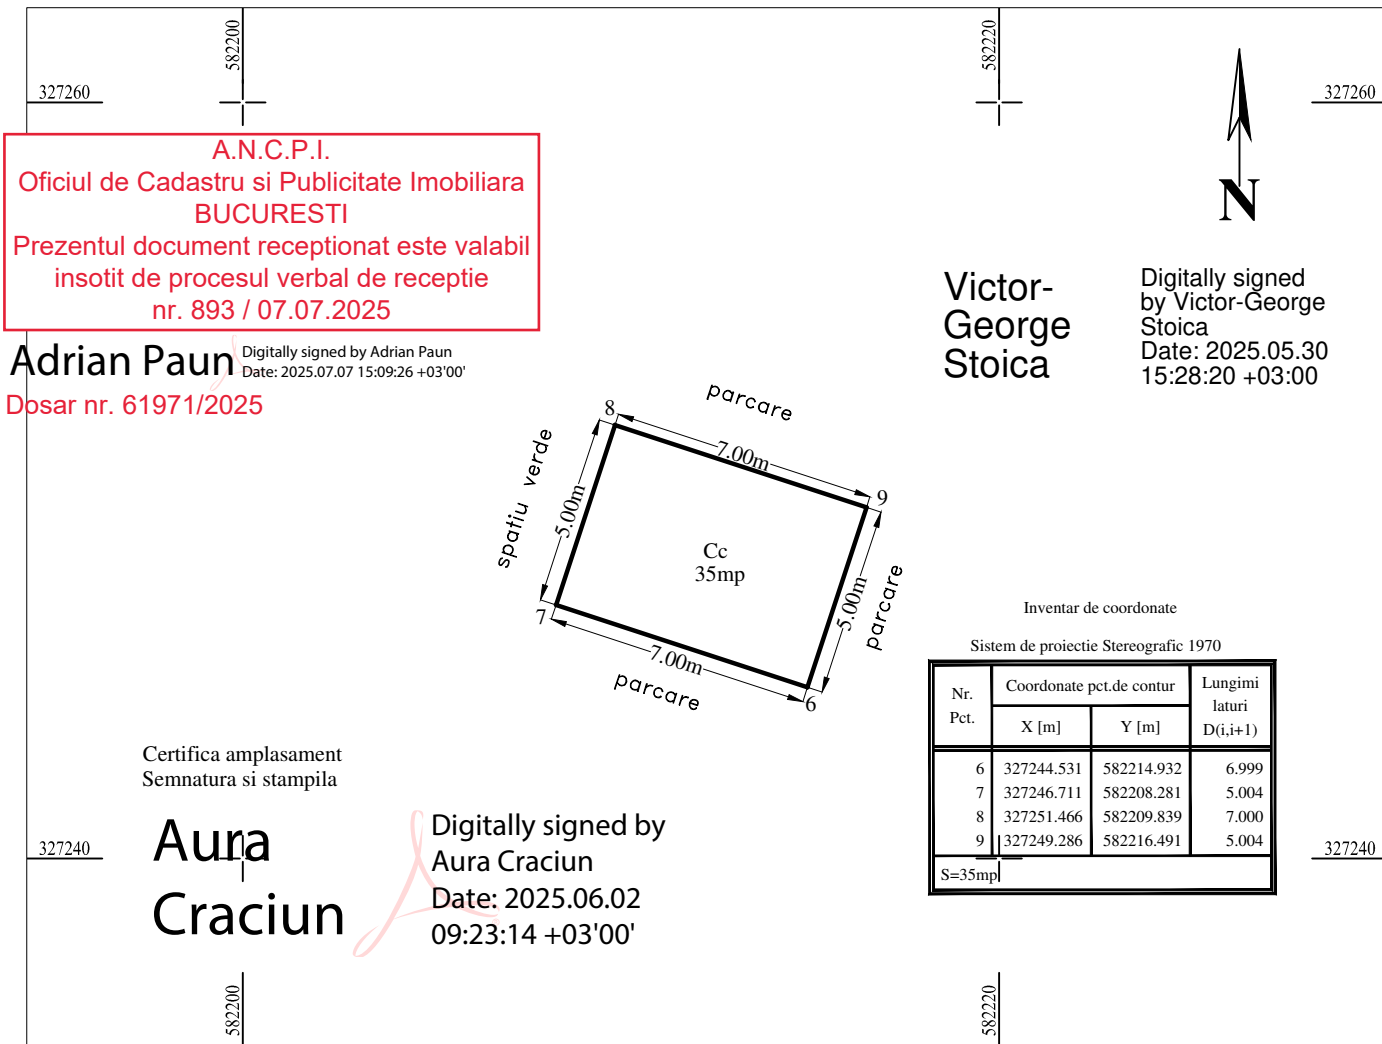 582200
582220
327260
327260
A.N.C.P.I.
Oficiul de Cadastru si Publicitate Imobiliara
BUCURESTI
Prezentul document receptionat este valabil
insotit de procesul verbal de receptie
nr. 893 / 07.07.2025
N
Adrian Paun
Digitally signed by Adrian Paun
Date: 2025.07.07 15:09:26 +03'00'
Dosar nr. 61971/2025
Victor-
George
Stoica
Digitally signed
by Victor-George
Stoica
Date: 2025.05.30
15:28:20 +03:00
parcare
8
7.00m
9
spatiu verde
5.00m
Cc
35mp
5.00m
parcare
7
7.00m
6
parcare
Inventar de coordonate
Sistem de proiectie Stereografic 1970
Nr. Pct.
Coordonate pct.de contur
Lungimi laturi D(i,i+1)
X [m] Y [m]
6 327244.531 582214.932 6.999
7 327246.711 582208.281 5.004
8 327251.466 582209.839 7.000
9 327249.286 582216.491 5.004
S=35mp
Certifica amplasament
Semnatura si stampila
Aura
Craciun
Digitally signed by
Aura Craciun
Date: 2025.06.02
09:23:14 +03'00'
327240
327240
582200
582220